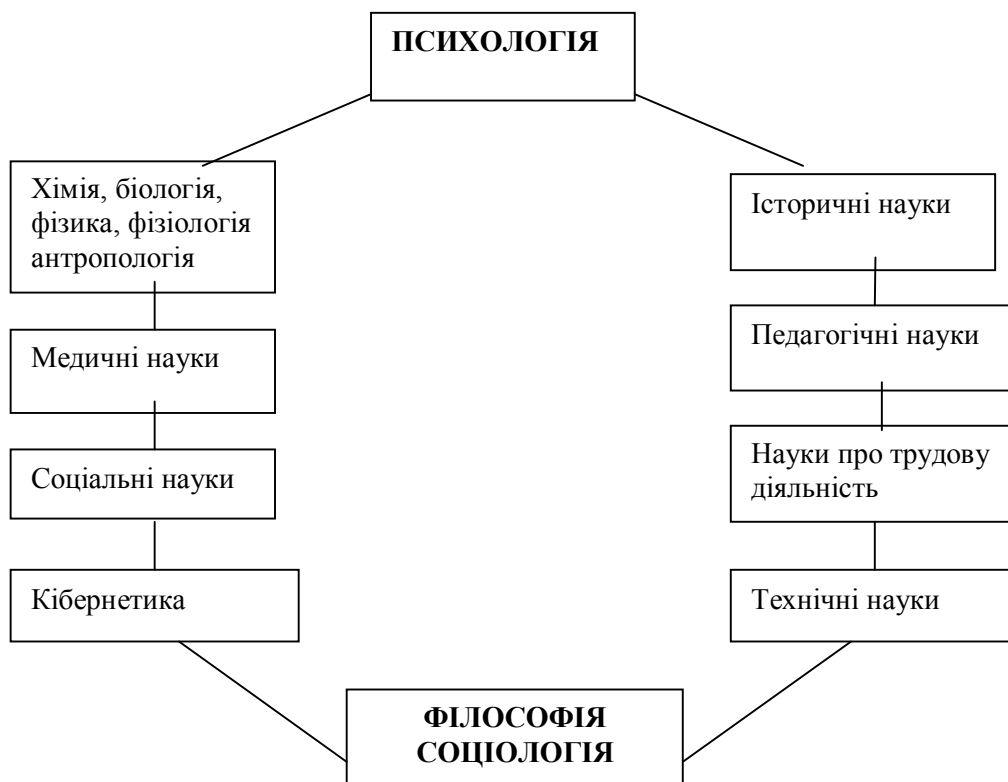 ПСИХОЛОГІЯ
Хімія, біологія,
фізика, фізіологія
антропологія
Медичні науки
Соціальні науки
Кібернетика
Історичні науки
Педагогічні науки
Науки про трудову
діяльність
Технічні науки
ФІЛОСОФІЯ
СОЦІОЛОГІЯ